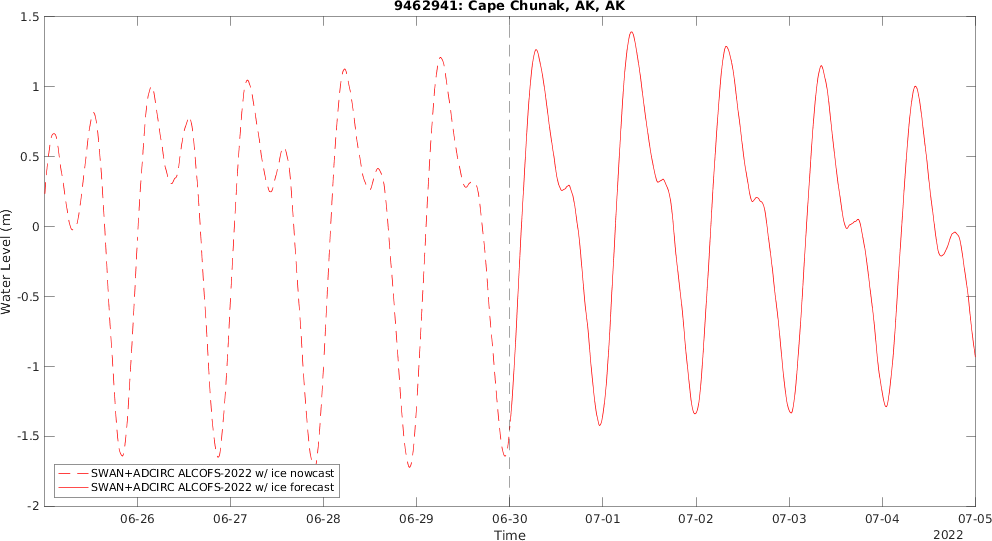 9462941: Cape Chunak, AK, AK
1.5
1
0.5
0
-0.5
-1
-1.5
-2
Water Level (m)
SWAN+ADCIRC ALCOFS-2022 w/ ice nowcast
SWAN+ADCIRC ALCOFS-2022 w/ ice forecast
06-26 06-27 06-28 06-29 06-30 07-01 07-02 07-03 07-04 07-05
Time
2022